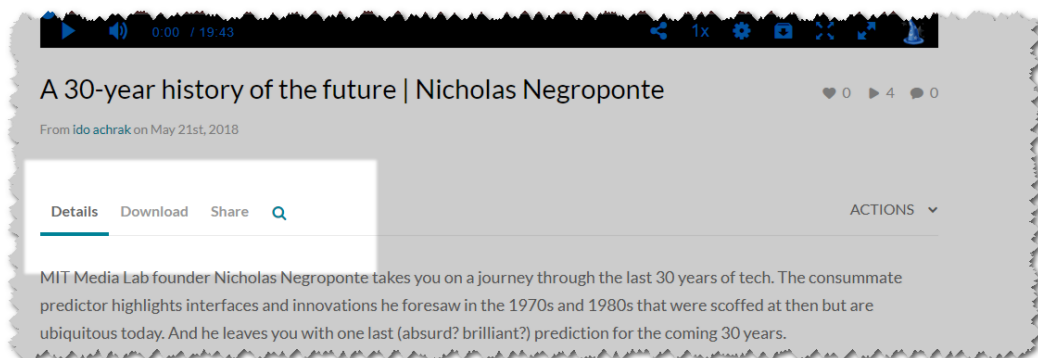 0:00 / 19:43 1x
A 30-year history of the future | Nicholas Negroponte 0 4 0
From ido achrak on May 21st, 2018
Details Download Share ACTIONS
MIT Media Lab founder Nicholas Negroponte takes you on a journey through the last 30 years of tech. The consummate
predictor highlights interfaces and innovations he foresaw in the 1970s and 1980s that were scoffed at then but are
ubiquitous today. And he leaves you with one last (absurd? brilliant?) prediction for the coming 30 years.